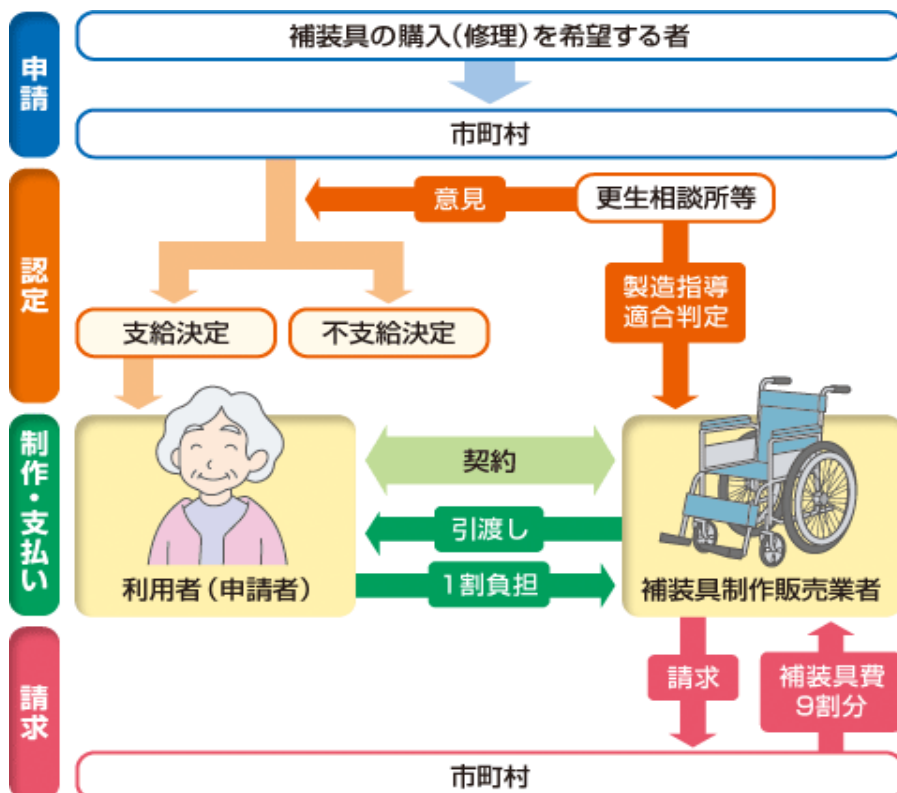 申請
補装具の購入(修理)を希望する者
市町村
認定
意見
更生相談所等
製造指導
適合判定
支給決定
不支給決定
制作・支払い
契約
引渡し
1割負担
利用者(申請者)
補装具制作販売業者
請求
請求
補装具費
9割分
市町村